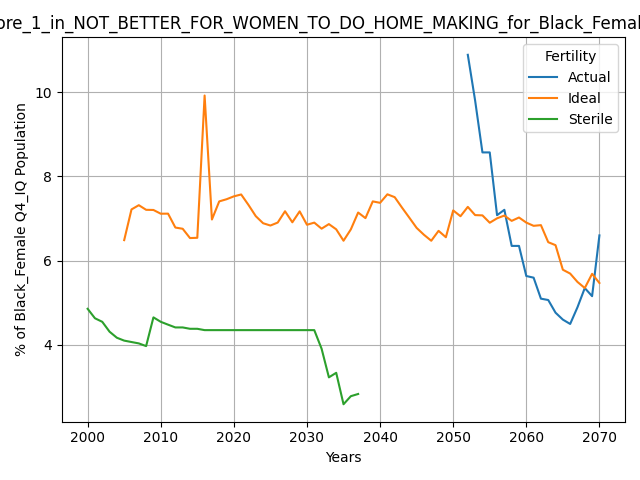 ore_1_in_NOT_BETTER_FOR_WOMEN_TO_DO_HOME_MAKING_for_Black_Femal
% of Black_Female Q4_IQ Population
10
8
6
4
Fertility
Actual
Ideal
Sterile
2000 2010 2020 2030 2040 2050 2060 2070
Years